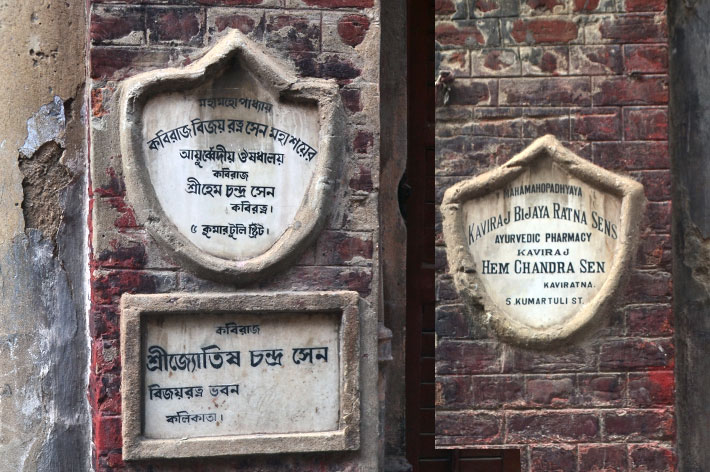 মহামহোপাধ্যায়
কবিরাজ বিজয় রত্ন সেন মহাশয়ের
আয়ুর্ব্বেদীয় ঔষধালয়
কবিরাজ
শ্রীহেম চন্দ্র সেন
কবিরত্ন।
৫ কুমারটুলি ষ্ট্রিট।
কবিরাজ
শ্রীজ্যোতিষ চন্দ্র সেন
বিজয়রত্ন ভবন
কলিকাতা।
MAHAMOHOPADHYAYA
KAVIRAJ BIJAYA RATNA SENS
AYURVEDIC PHARMACY
KAVIRAJ
HEM CHANDRA SEN
KAVIRATNA.
5 KUMARTULI ST.